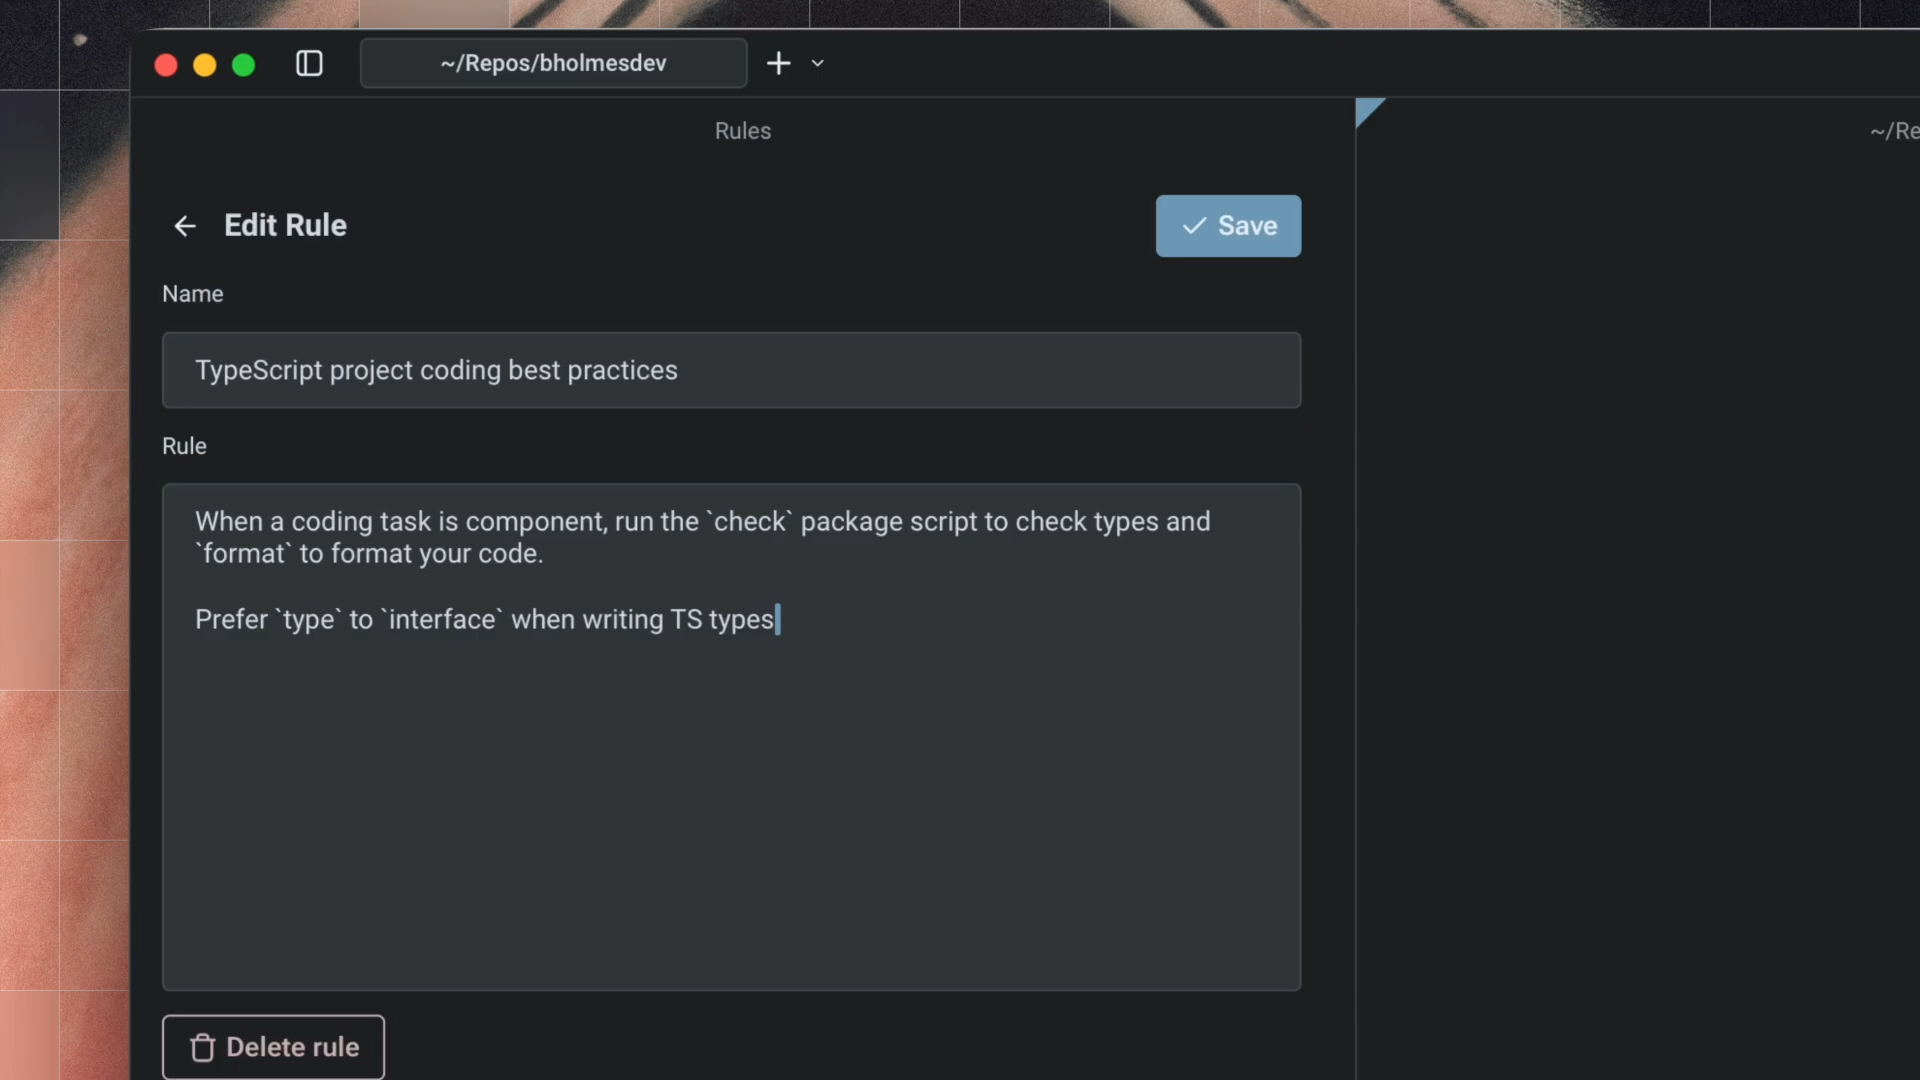 ~/Repos/bholmesdev
Rules
~/Re
Edit Rule
Save
Name
TypeScript project coding best practices
Rule
When a coding task is component, run the `check` package script to check types and
`format` to format your code.
Prefer `type` to `interface` when writing TS types
Delete rule